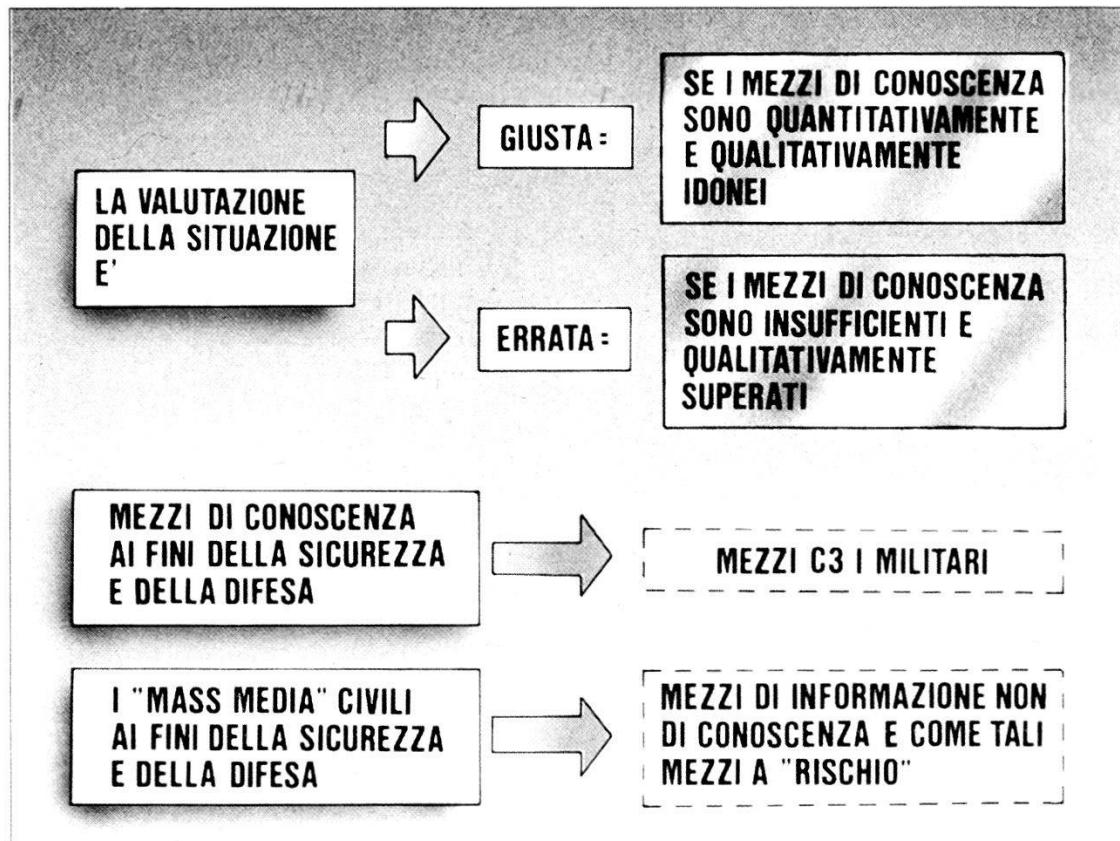 LA VALUTAZIONE
DELLA SITUAZIONE
E'
GIUSTA =
SE I MEZZI DI CONOSCENZA
SONO QUANTITATIVAMENTE
E QUALITATIVAMENTE
IDONEI
ERRATA =
SE I MEZZI DI CONOSCENZA
SONO INSUFFICIENTI E
QUALITATIVAMENTE
SUPERATI
MEZZI DI CONOSCENZA
AI FINI DELLA SICUREZZA
E DELLA DIFESA
MEZZI C3 I MILITARI
I "MASS MEDIA" CIVILI
AI FINI DELLA SICUREZZA
E DELLA DIFESA
MEZZI DI INFORMAZIONE NON
DI CONOSCENZA E COME TALI
MEZZI A "RISCHIO"